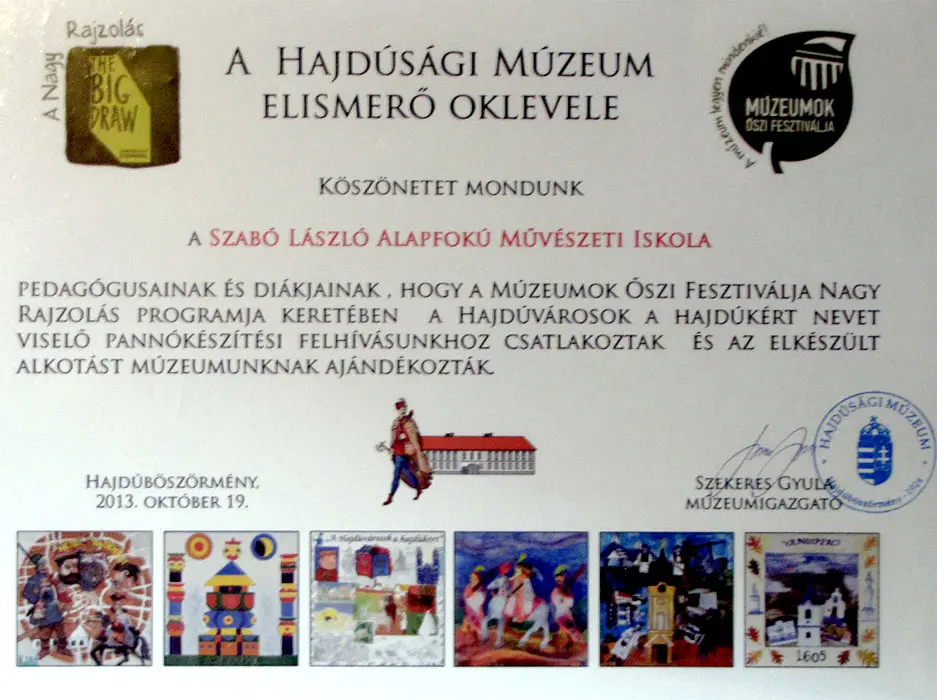 A Nagy Rajzolás
THE
BIG
DRAW
A HAJDÚSÁGI MÚZEUM
ELISMERŐ OKLEVELE
A múzeum legyen mindenkié!
MÚZEUMOK
ŐSZI FESZTIVÁLJA
KÖSZÖNETET MONDUNK
A SZABÓ LÁSZLÓ ALAPFOKÚ MŰVÉSZETI ISKOLA
PEDAGÓGUSAINAK ÉS DIÁKJAINAK , HOGY A MÚZEUMOK ŐSZI FESZTIVÁLJA NAGY
RAJZOLÁS PROGRAMJA KERETÉBEN A HAJDÚVÁROSOK A HAJDÚKÉRT NEVET
VISELŐ PANNÓKÉSZÍTÉSI FELHÍVÁSUNKHOZ CSATLAKOZTAK ÉS AZ ELKÉSZÜLT
ALKOTÁST MÚZEUMUNKNAK AJÁNDÉKOZTÁK.
HAJDÚBÖSZÖRMÉNY,
2013. OKTÓBER 19.
SZEKERES GYULA
MÚZEUMIGAZGATÓ
HAJDÚSÁGI MÚZEUM
Hajdúböszörmény - 1924
„A Hajdúvárosok a hajdúkért"
1605